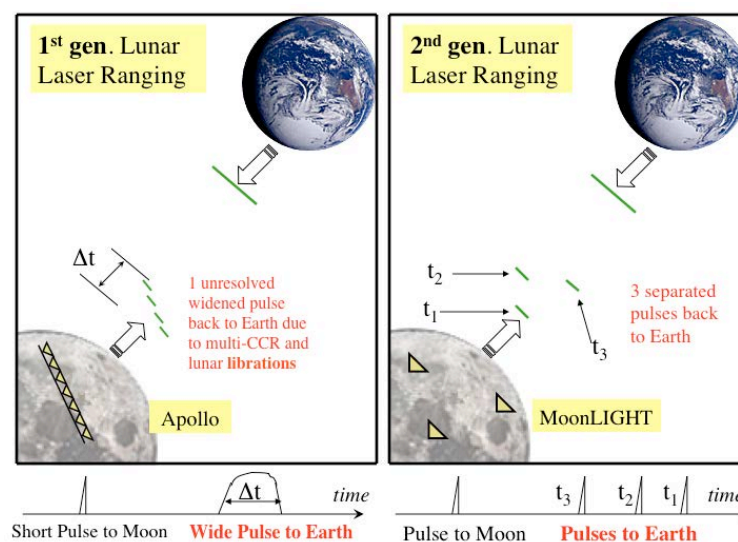 1st gen. Lunar
Laser Ranging
Δt
1 unresolved
widened pulse
back to Earth due
to multi-CCR and
lunar librations
Apollo
Δt
time
Short Pulse to Moon
Wide Pulse to Earth
2nd gen. Lunar
Laser Ranging
t2
t1
t3
3 separated
pulses back
to Earth
MoonLIGHT
t3
t2
t1
time
Pulse to Moon
Pulses to Earth